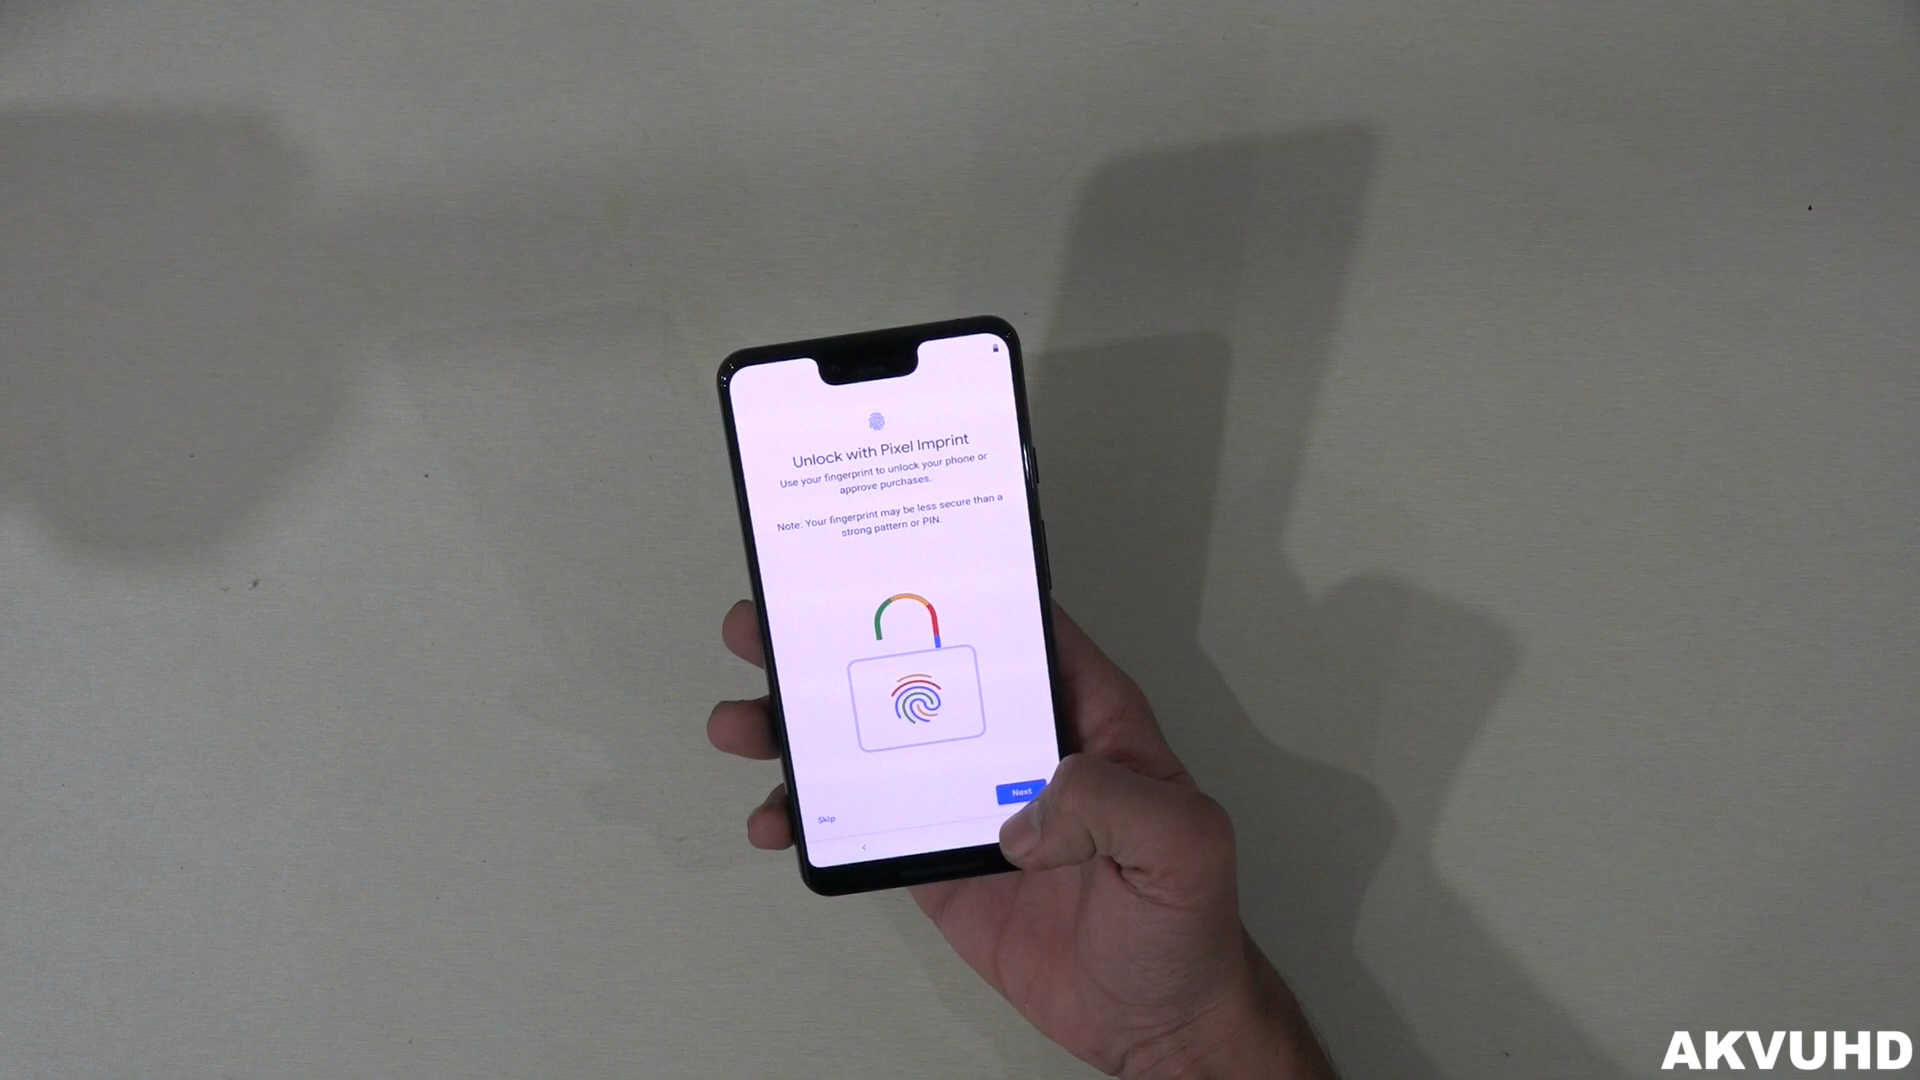 Unlock with Pixel Imprint
Use your fingerprint to unlock your phone or
approve purchases.
Note: Your fingerprint may be less secure than a
strong pattern or PIN.
Next
Skip
AKVUHD